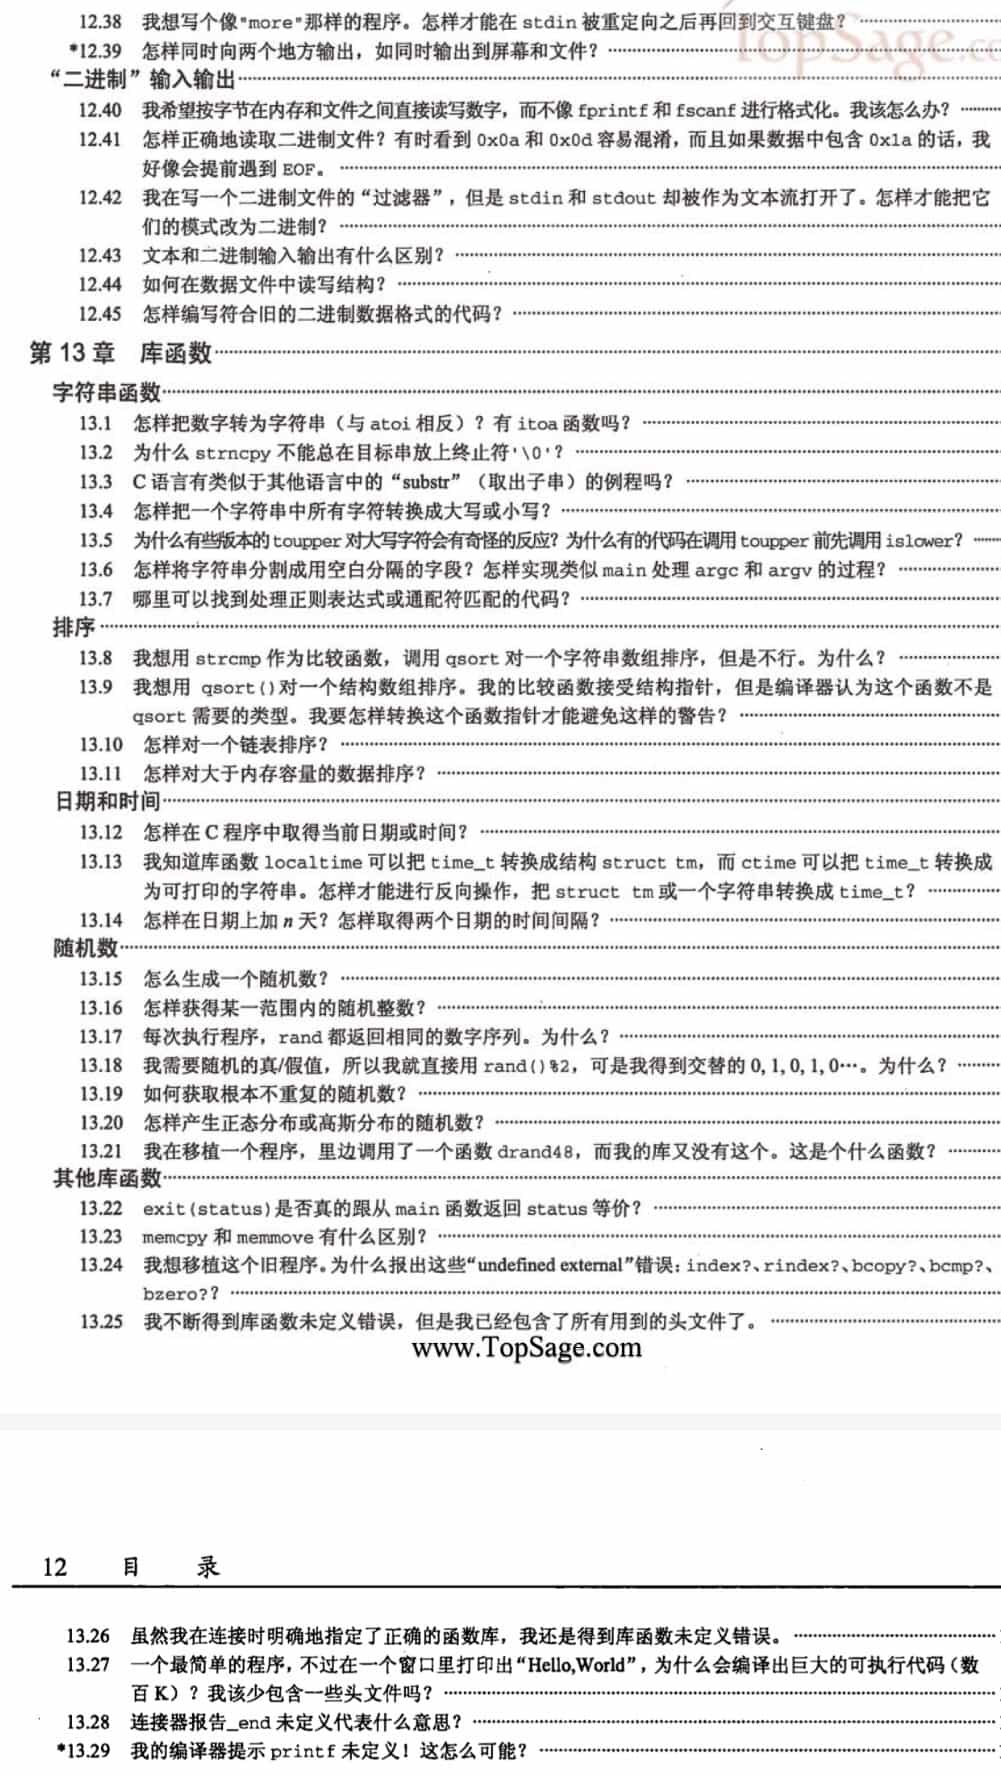 12.38 我想写个像"more"那样的程序。怎样才能在 stdin 被重定向之后再回到交互键盘? ……
*12.39 怎样同时向两个地方输出，如同时输出到屏幕和文件? ……
TopSage.co
“二进制”输入输出……
12.40 我希望按字节在内存和文件之间直接读写数字，而不像 fprintf 和 fscanf 进行格式化。我该怎么办? ……
12.41 怎样正确地读取二进制文件? 有时看到 0x0a 和 0x0d 容易混淆，而且如果数据中包含 0x1a 的话，我
好像会提前遇到 EOF。 ……
12.42 我在写一个二进制文件的“过滤器”，但是 stdin 和 stdout 却被作为文本流打开了。怎样才能把它
们的模式改为二进制? ……
12.43 文本和二进制输入输出有什么区别? ……
12.44 如何在数据文件中读写结构? ……
12.45 怎样编写符合旧的二进制数据格式的代码? ……
第 13 章 库函数……
字符串函数……
13.1 怎样把数字转为字符串（与 atoi 相反）? 有 itoa 函数吗? ……
13.2 为什么 strncpy 不能总在目标串放上终止符'\0'? ……
13.3 C 语言有类似于其他语言中的“substr”（取出子串）的例程吗? ……
13.4 怎样把一个字符串中所有字符转换成大写或小写? ……
13.5 为什么有些版本的 toupper 对大写字符会有奇怪的反应? 为什么有的代码在调用 toupper 前先调用 islower? ……
13.6 怎样将字符串分割成用空白分隔的字段? 怎样实现类似 main 处理 argc 和 argv 的过程? ……
13.7 哪里可以找到处理正则表达式或通配符匹配的代码? ……
排序……
13.8 我想用 strcmp 作为比较函数，调用 qsort 对一个字符串数组排序，但是不行。为什么? ……
13.9 我想用 qsort()对一个结构数组排序。我的比较函数接受结构指针，但是编译器认为这个函数不是
qsort 需要的类型。我要怎样转换这个函数指针才能避免这样的警告? ……
13.10 怎样对一个链表排序? ……
13.11 怎样对大于内存容量的数据排序? ……
日期和时间……
13.12 怎样在 C 程序中取得当前日期或时间? ……
13.13 我知道库函数 localtime 可以把 time_t 转换成结构 struct tm，而 ctime 可以把 time_t 转换成
为可打印的字符串。怎样才能进行反向操作，把 struct tm 或一个字符串转换成 time_t? ……
13.14 怎样在日期上加 n 天? 怎样取得两个日期的时间间隔? ……
随机数……
13.15 怎么生成一个随机数? ……
13.16 怎样获得某一范围内的随机整数? ……
13.17 每次执行程序，rand 都返回相同的数字序列。为什么? ……
13.18 我需要随机的真/假值，所以我就直接用 rand()%2，可是我得到交替的 0, 1, 0, 1, 0…。为什么? ……
13.19 如何获取根本不重复的随机数? ……
13.20 怎样产生正态分布或高斯分布的随机数? ……
13.21 我在移植一个程序，里边调用了一个函数 drand48，而我的库又没有这个。这是个什么函数? ……
其他库函数……
13.22 exit(status)是否真的跟从 main 函数返回 status 等价? ……
13.23 memcpy 和 memmove 有什么区别? ……
13.24 我想移植这个旧程序。为什么报出这些“undefined external”错误: index?、rindex?、bcopy?、bcmp?、
bzero?? ……
13.25 我不断得到库函数未定义错误，但是我已经包含了所有用到的头文件了。 ……
www.TopSage.com
12 目 录
13.26 虽然我在连接时明确地指定了正确的函数库，我还是得到库函数未定义错误。 ……
13.27 一个最简单的程序，不过在一个窗口里打印出“Hello,World”，为什么会编译出巨大的可执行代码（数
百 K）? 我该少包含一些头文件吗? ……
13.28 连接器报告_end 未定义代表什么意思? ……
*13.29 我的编译器提示 printf 未定义! 这怎么可能? ……